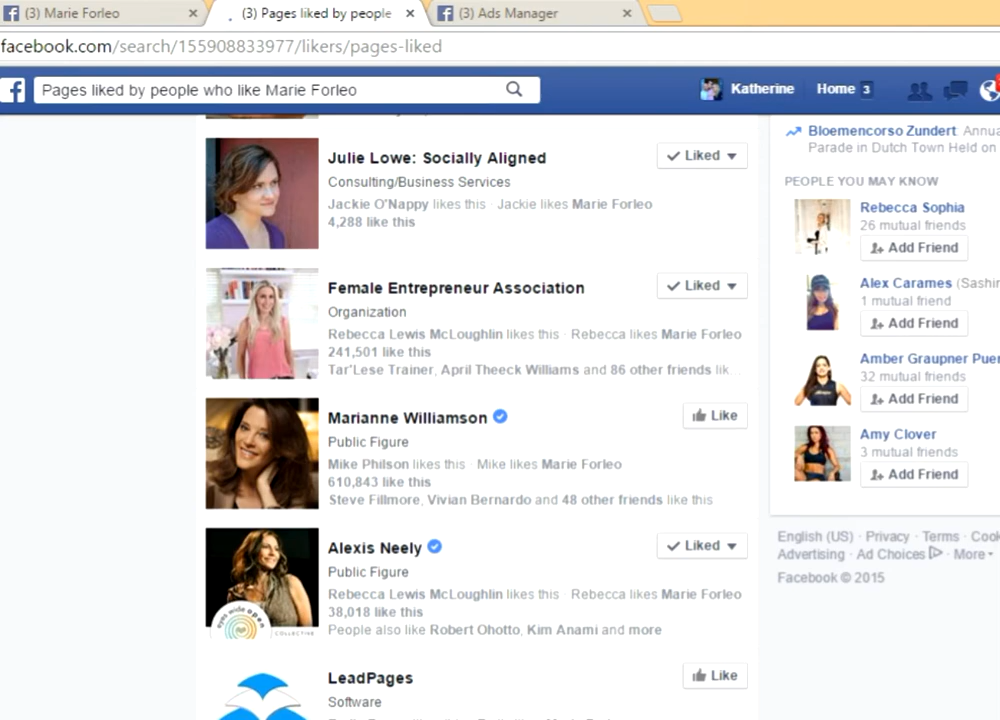 (3) Marie Forleo
(3) Pages liked by people
(3) Ads Manager
facebook.com/search/155908833977/likers/pages-liked
Pages liked by people who like Marie Forleo
Katherine
Home 3
Julie Lowe: Socially Aligned
Liked
Consulting/Business Services
Jackie O'Nappy likes this · Jackie likes Marie Forleo
4,288 like this
Female Entrepreneur Association
Liked
Organization
Rebecca Lewis McLoughlin likes this · Rebecca likes Marie Forleo
241,501 like this
Tar'Lese Trainer, April Theeck Williams and 86 other friends lik...
Marianne Williamson
Like
Public Figure
Mike Philson likes this · Mike likes Marie Forleo
610,843 like this
Steve Fillmore, Vivian Bernardo and 48 other friends like this
Alexis Neely
Liked
Public Figure
Rebecca Lewis McLoughlin likes this · Rebecca likes Marie Forleo
38,018 like this
People also like Robert Ohotto, Kim Anami and more
eyes wide open
COLLECTIVE
LeadPages
Like
Software
Bloemencorso Zundert: Annua
Parade in Dutch Town Held on
PEOPLE YOU MAY KNOW
Rebecca Sophia
26 mutual friends
Add Friend
Alex Carames (Sashir
1 mutual friend
Add Friend
Amber Graupner Puer
32 mutual friends
Add Friend
Amy Clover
3 mutual friends
Add Friend
English (US) · Privacy · Terms · Cook
Advertising · Ad Choices · More
Facebook © 2015